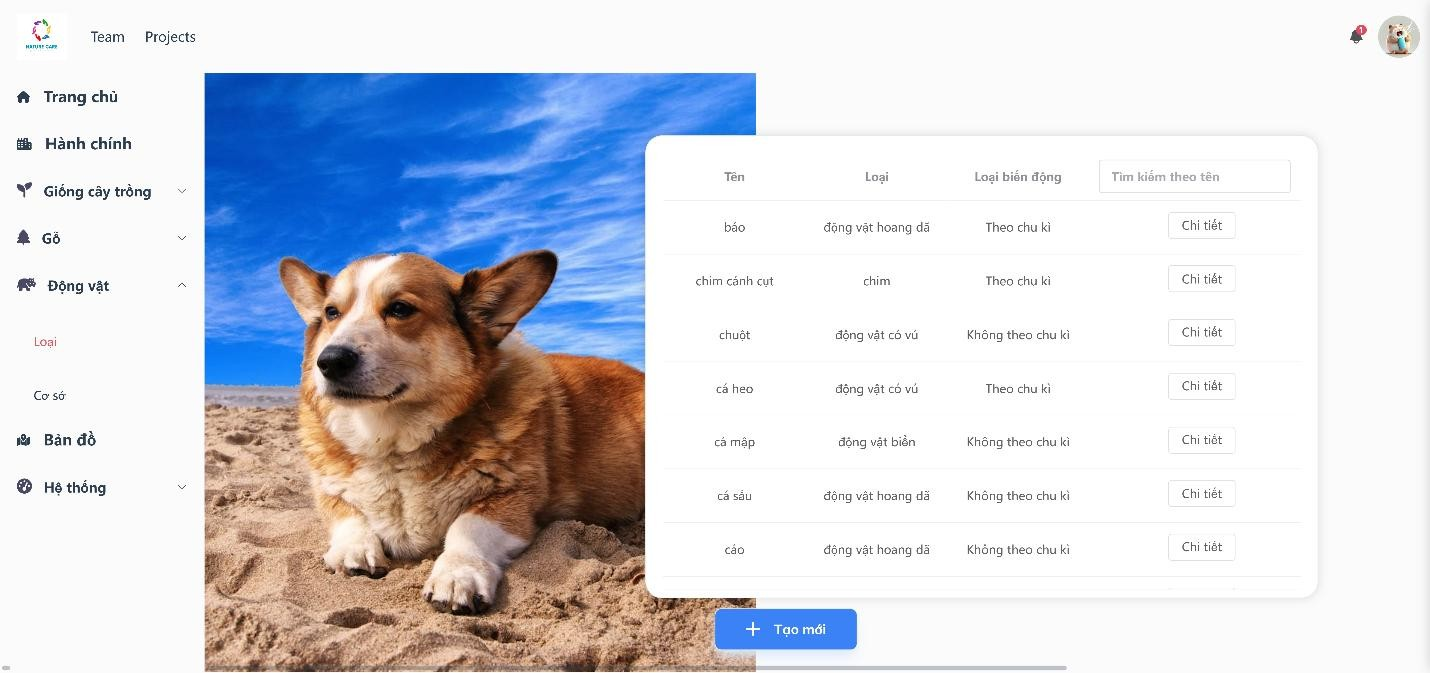 NATURE CARE
Team
Projects
1
Trang chủ
Hành chính
Giống cây trồng
Gỗ
Động vật
Loại
Cơ sở
Bản đồ
Hệ thống
Tên Loại Loại biến động Tìm kiếm theo tên
báo động vật hoang dã Theo chu kì Chi tiết
chim cánh cụt chim Theo chu kì Chi tiết
chuột động vật có vú Không theo chu kì Chi tiết
cá heo động vật có vú Theo chu kì Chi tiết
cá mập động vật biển Không theo chu kì Chi tiết
cá sấu động vật hoang dã Không theo chu kì Chi tiết
cáo động vật hoang dã Không theo chu kì Chi tiết
Tạo mới